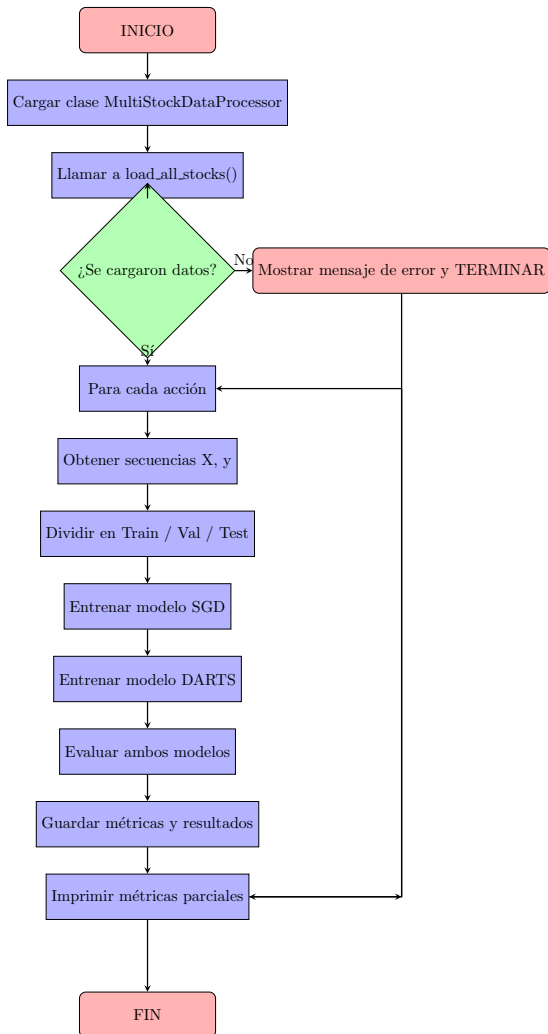 INICIO
Cargar clase MultiStockDataProcessor
Llamar a load_all_stocks()
¿Se cargaron datos?
No
Mostrar mensaje de error y TERMINAR
Sí
Para cada acción
Obtener secuencias X, y
Dividir en Train / Val / Test
Entrenar modelo SGD
Entrenar modelo DARTS
Evaluar ambos modelos
Guardar métricas y resultados
Imprimir métricas parciales
FIN